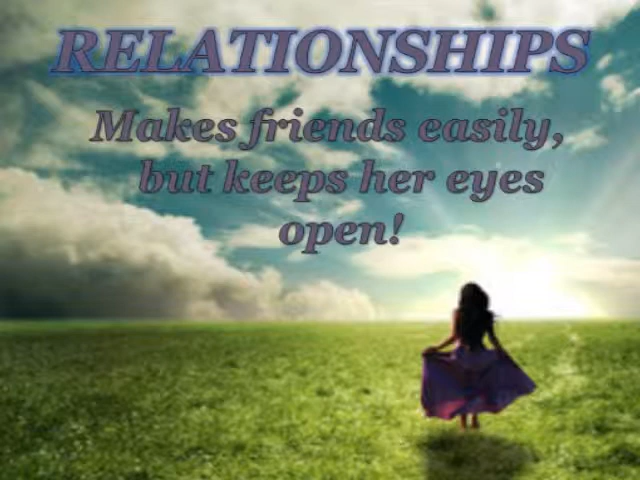 RELATIONSHIPS
Makes friends easily,
but keeps her eyes
open!